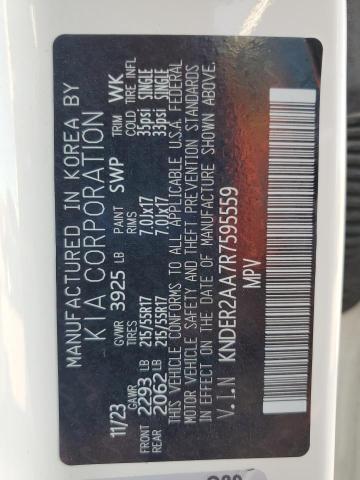 MANUFACTURED IN KOREA BY
KIA CORPORATION
11/23 GVWR 3925 LB PAINT SWP TRIM WK
GAWR TIRES RIMS COLD TIRE INFL
FRONT 2293 LB 215/55R17 7.0JX17 35psi SINGLE
REAR 2062 LB 215/55R17 7.0JX17 33psi SINGLE
THIS VEHICLE CONFORMS TO ALL APPLICABLE U.S.A. FEDERAL
MOTOR VEHICLE SAFETY AND THEFT PREVENTION STANDARDS
IN EFFECT ON THE DATE OF MANUFACTURE SHOWN ABOVE.
V.I.N KNDER2AA7R7595559
MPV